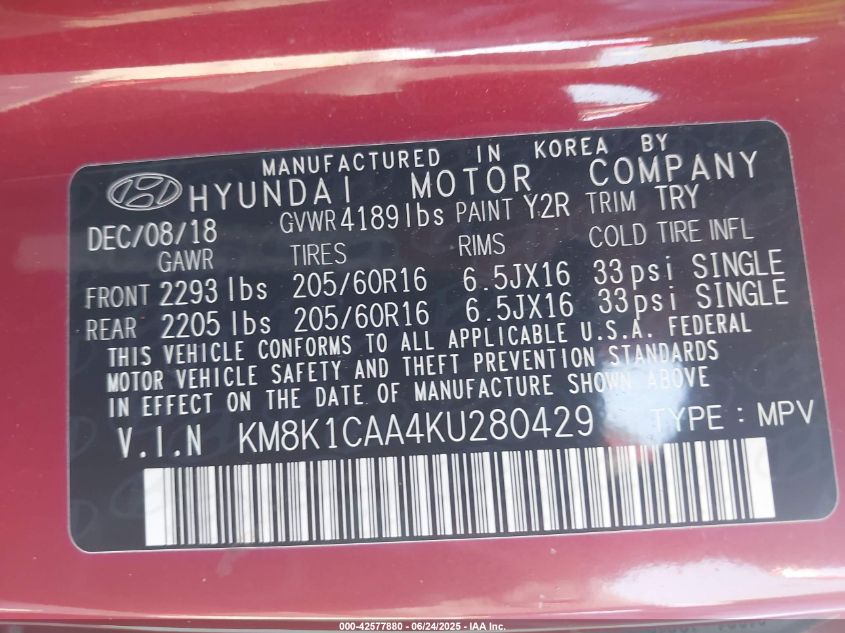 MANUFACTURED IN KOREA BY
HYUNDAI MOTOR COMPANY
DEC/08/18 GVWR 4189lbs PAINT Y2R TRIM TRY
GAWR TIRES RIMS COLD TIRE INFL
FRONT 2293 lbs 205/60R16 6.5JX16 33psi SINGLE
REAR 2205 lbs 205/60R16 6.5JX16 33psi SINGLE
THIS VEHICLE CONFORMS TO ALL APPLICABLE U.S.A. FEDERAL
MOTOR VEHICLE SAFETY AND THEFT PREVENTION STANDARDS
IN EFFECT ON THE DATE OF MANUFACTURE SHOWN ABOVE
V.I.N KM8K1CAA4KU280429 TYPE: MPV
000-42577880 - 06/24/2025 - IAA Inc.